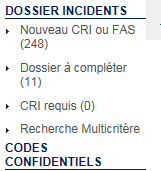 DOSSIER INCIDENTS
Nouveau CRI ou FAS
(248)
Dossier à compléter
(11)
CRI requis (0)
Recherche Multicritère
CODES
CONFIDENTIELS